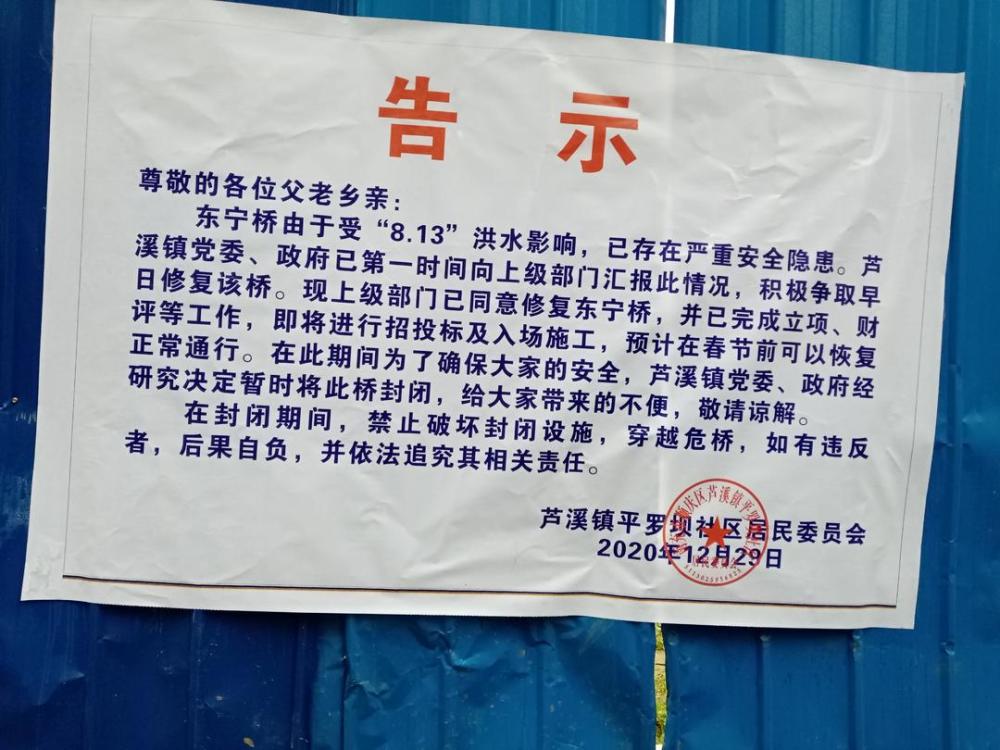 告示
尊敬的各位父老乡亲：
东宁桥由于受“8.13”洪水影响，已存在严重安全隐患。芦
溪镇党委、政府已第一时间向上级部门汇报此情况，积极争取早
日修复该桥。现上级部门已同意修复东宁桥，并已完成立项、财
评等工作，即将进行招投标及入场施工，预计在春节前可以恢复
正常通行。在此期间为了确保大家的安全，芦溪镇党委、政府经
研究决定暂时将此桥封闭，给大家带来的不便，敬请谅解。
在封闭期间，禁止破坏封闭设施，穿越危桥，如有违反
者，后果自负，并依法追究其相关责任。
芦溪镇平罗坝社区居民委员会
2020年12月29日